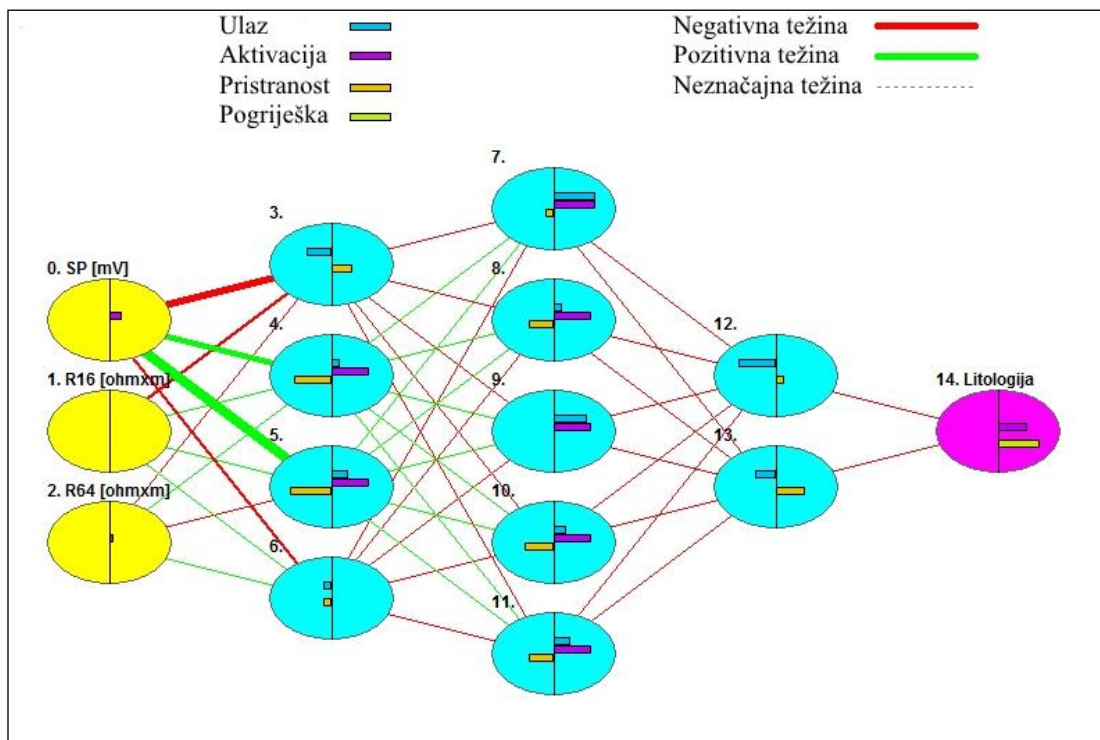 Ulaz
Aktivacija
Pristranost
Pogriješka
Negativna težina
Pozitivna težina
Neznačajna težina
0. SP [mV]
1. R16 [ohmxm]
2. R64 [ohmxm]
3.
4.
5.
6.
7.
8.
9.
10.
11.
12.
13.
14. Litologija